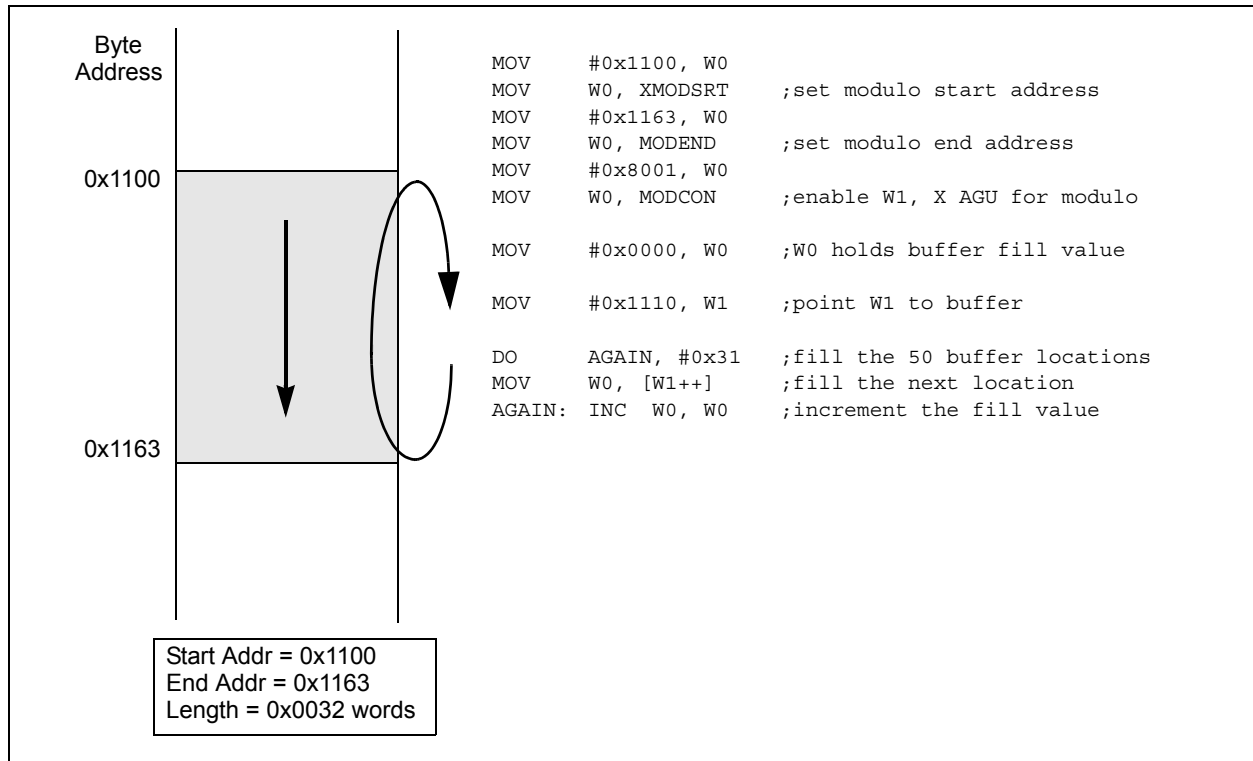 Byte
Address
0x1100
0x1163
MOV #0x1100, W0
MOV W0, XMODSRT ;set modulo start address
MOV #0x1163, W0
MOV W0, MODEND ;set modulo end address
MOV #0x8001, W0
MOV W0, MODCON ;enable W1, X AGU for modulo
MOV #0x0000, W0 ;W0 holds buffer fill value
MOV #0x1110, W1 ;point W1 to buffer
DO AGAIN, #0x31 ;fill the 50 buffer locations
MOV W0, [W1++] ;fill the next location
AGAIN: INC W0, W0 ;increment the fill value
Start Addr = 0x1100
End Addr = 0x1163
Length = 0x0032 words